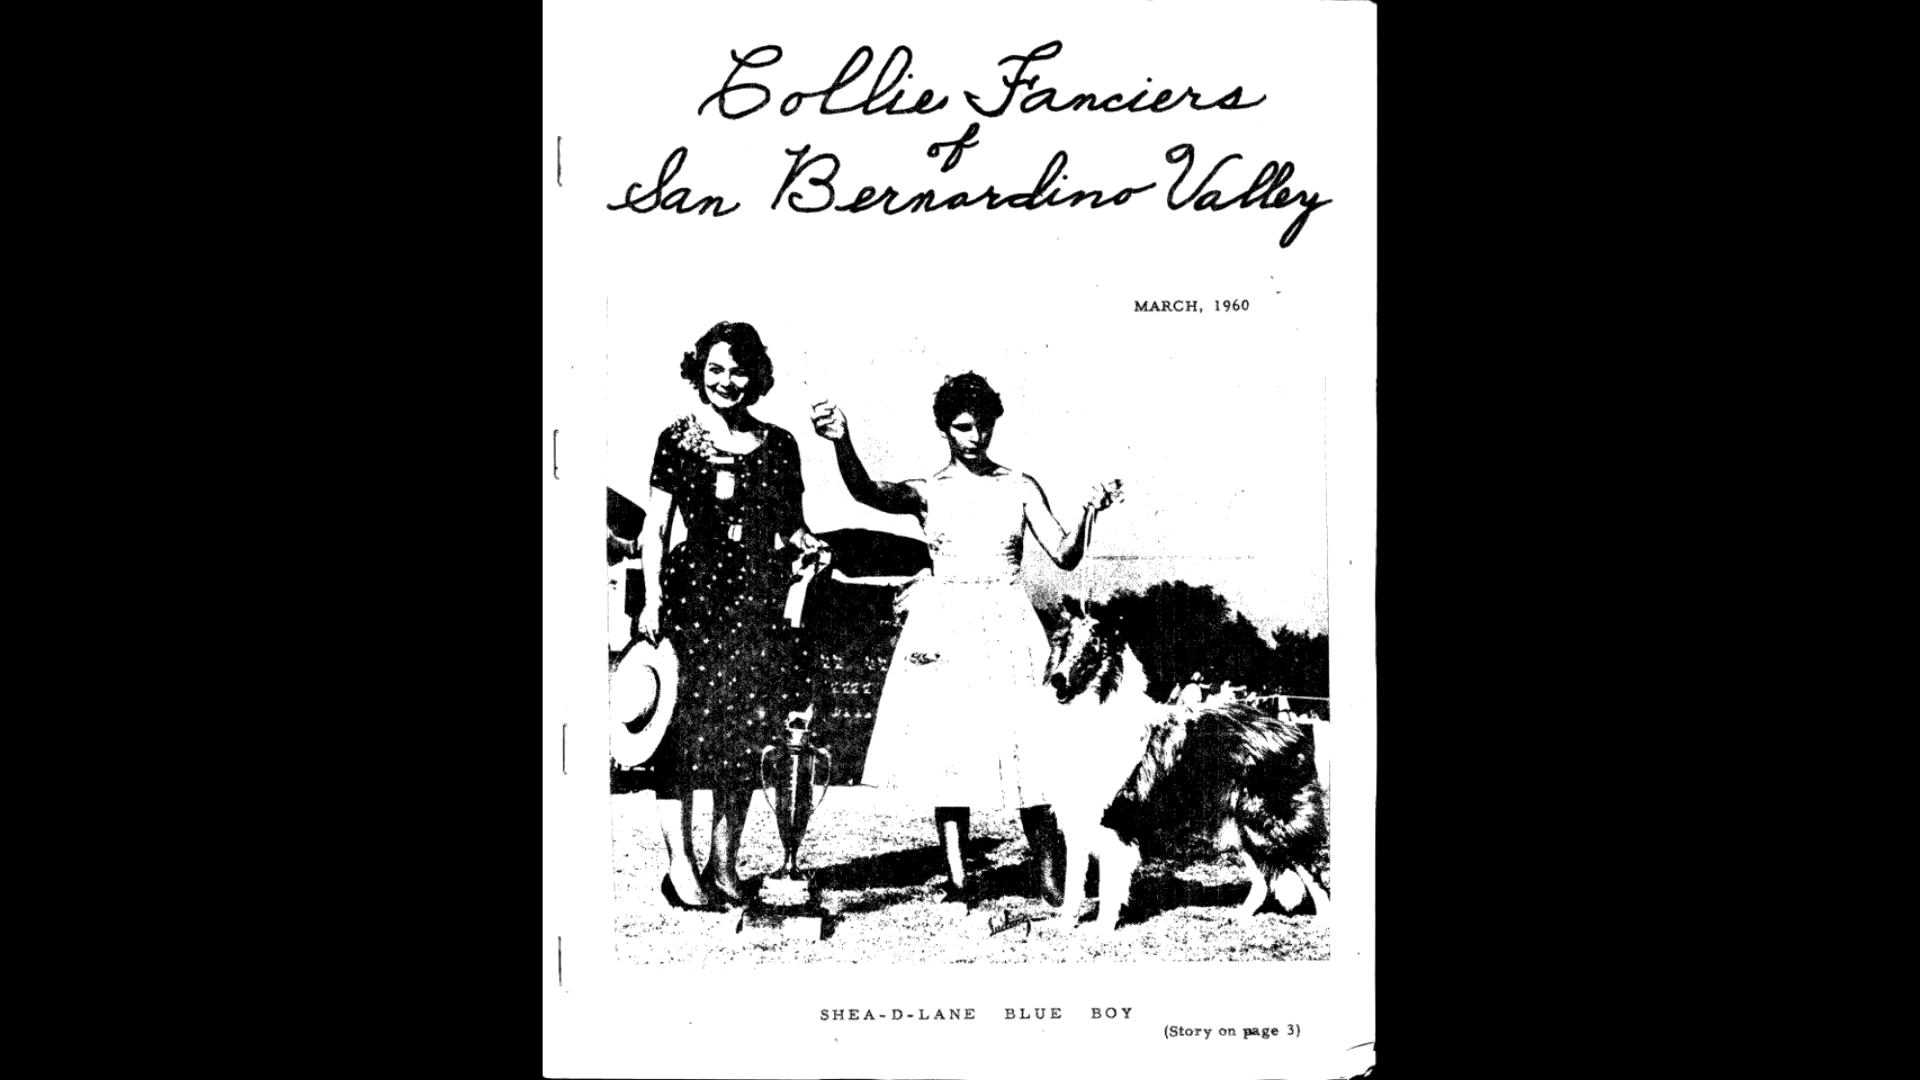 Collie Fanciers
of
San Bernardino Valley
MARCH, 1960
SHEA-D-LANE BLUE BOY
(Story on page 3)